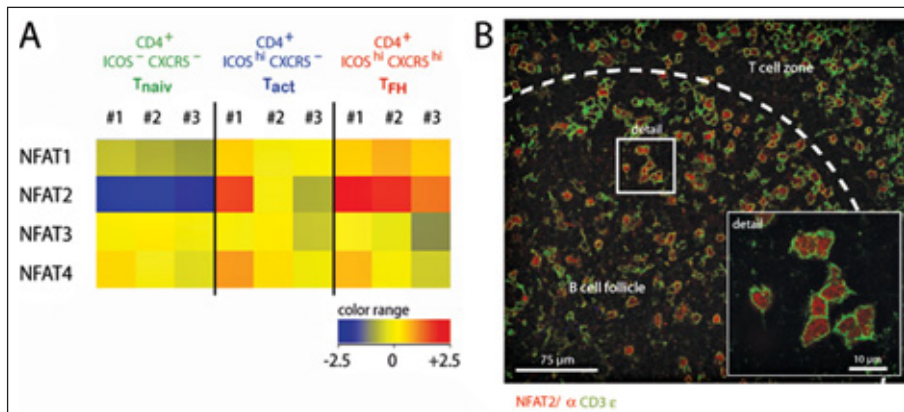 A
CD4+ ICOS− CXCR5− Tnaiv
CD4+ ICOShi CXCR5− Tact
CD4+ ICOShi CXCR5hi TFH
#1 #2 #3 #1 #2 #3 #1 #2 #3
NFAT1
NFAT2
NFAT3
NFAT4
color range
-2.5 0 +2.5
B
T cell zone
detail
detail
B cell follicle
75 µm
10 µm
NFAT2/ α CD3 ε